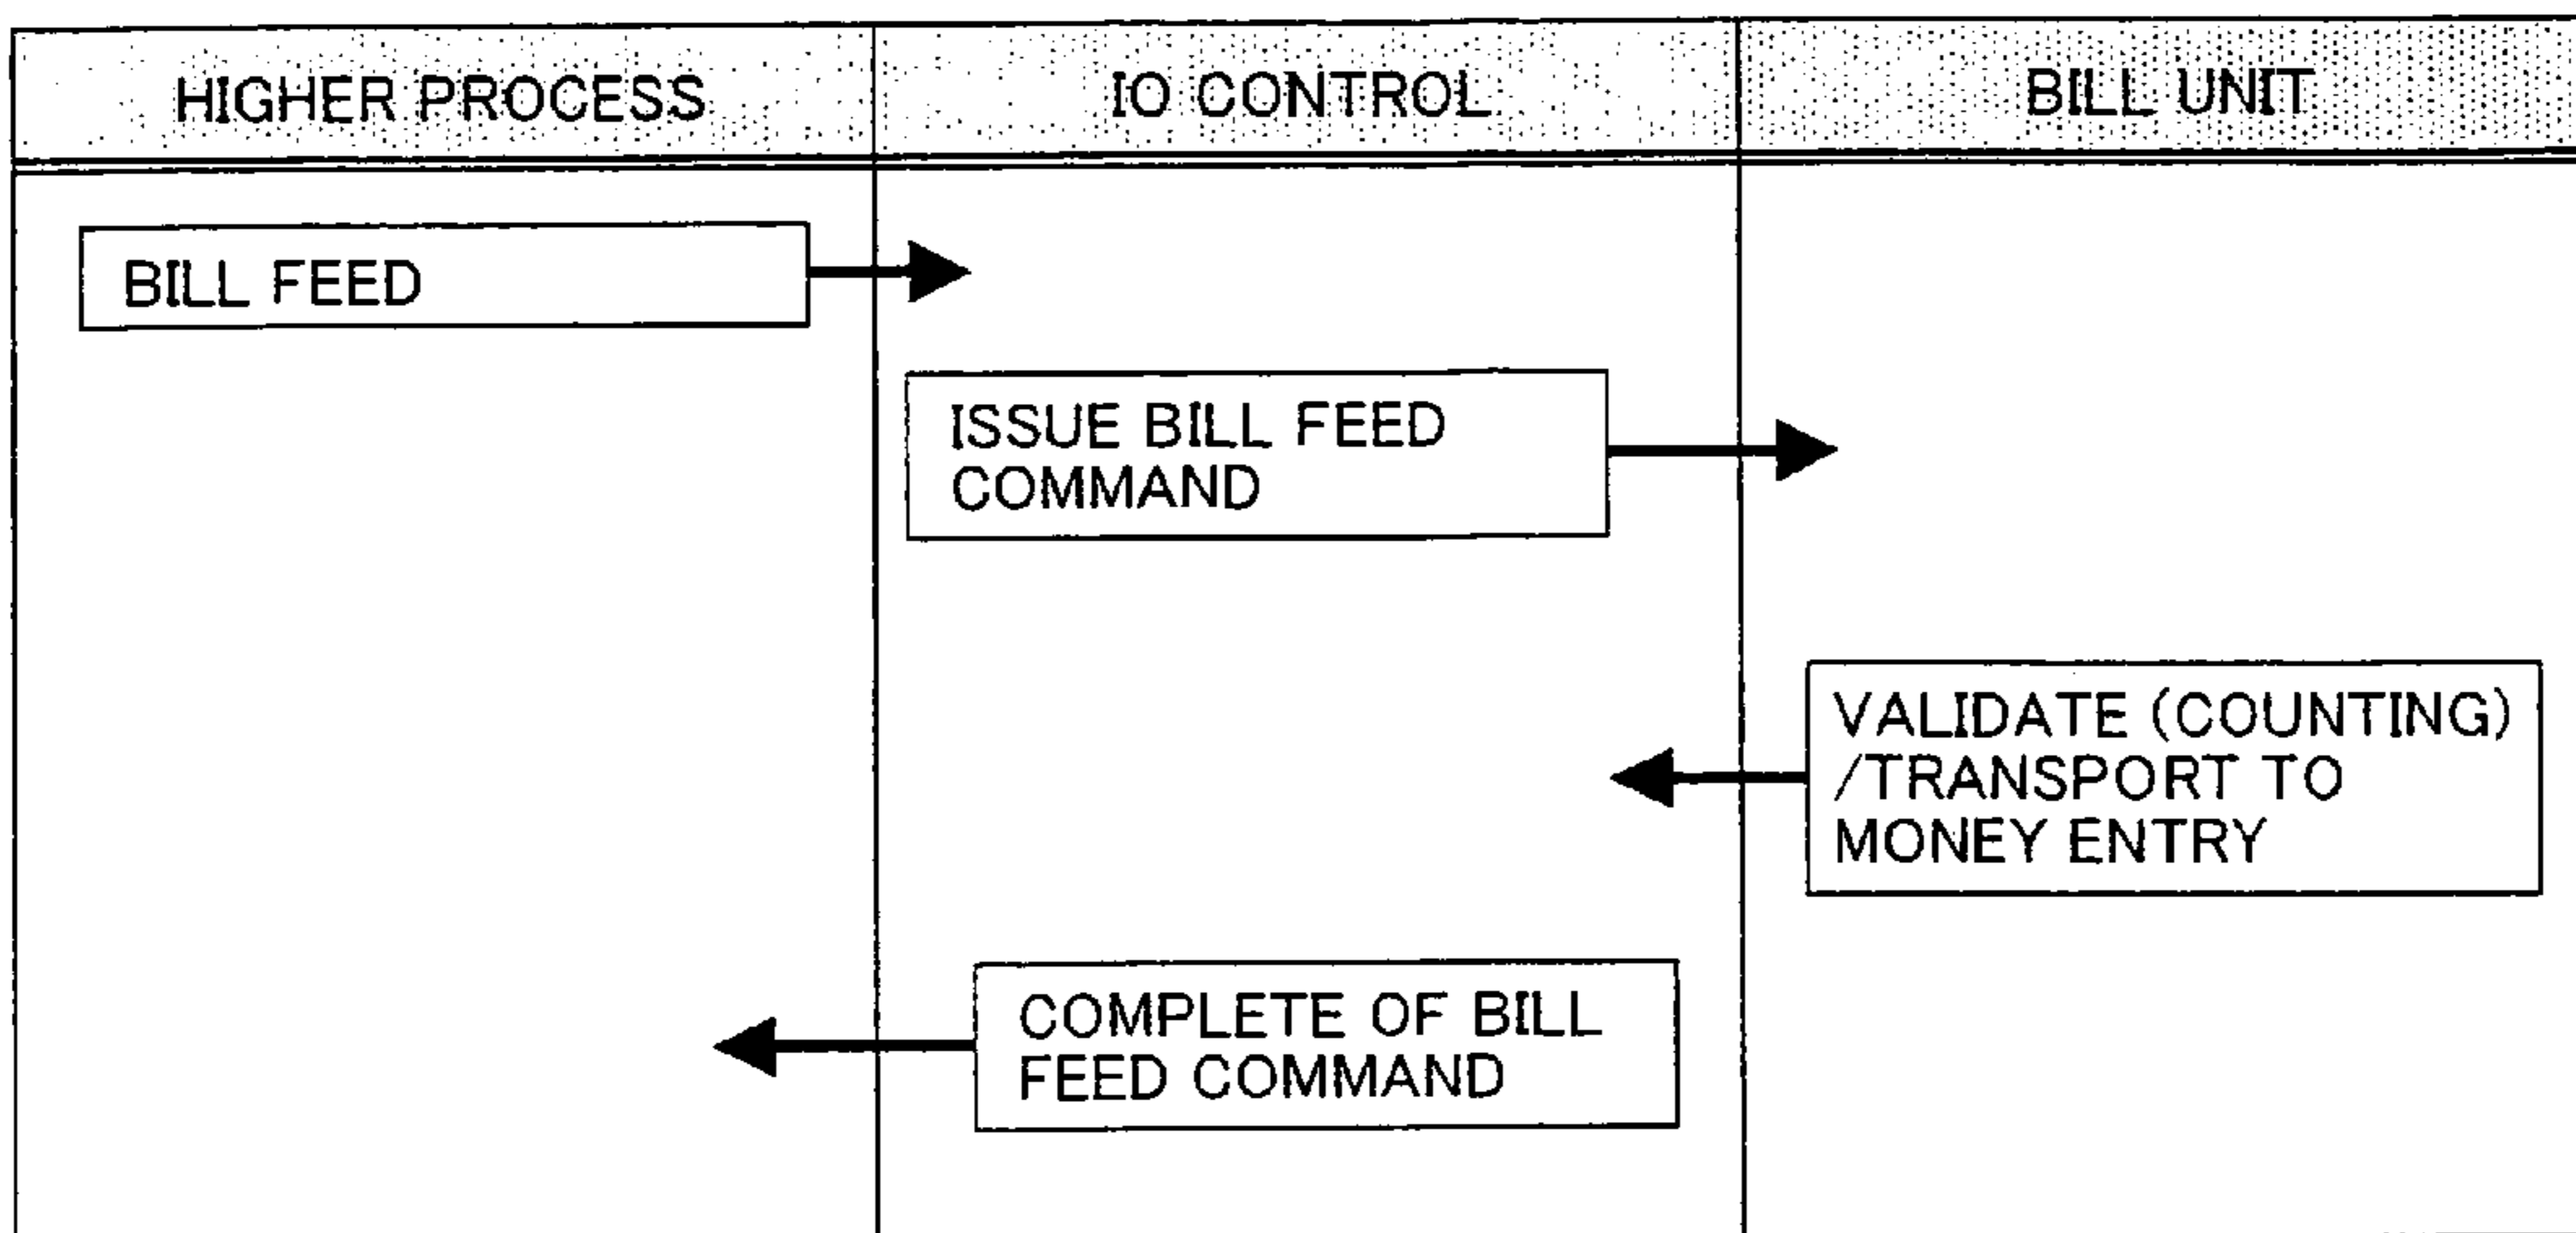 HIGHER PROCESS
IO CONTROL
BILL UNIT
BILL FEED
ISSUE BILL FEED
COMMAND
VALIDATE (COUNTING)
/TRANSPORT TO
MONEY ENTRY
COMPLETE OF BILL
FEED COMMAND